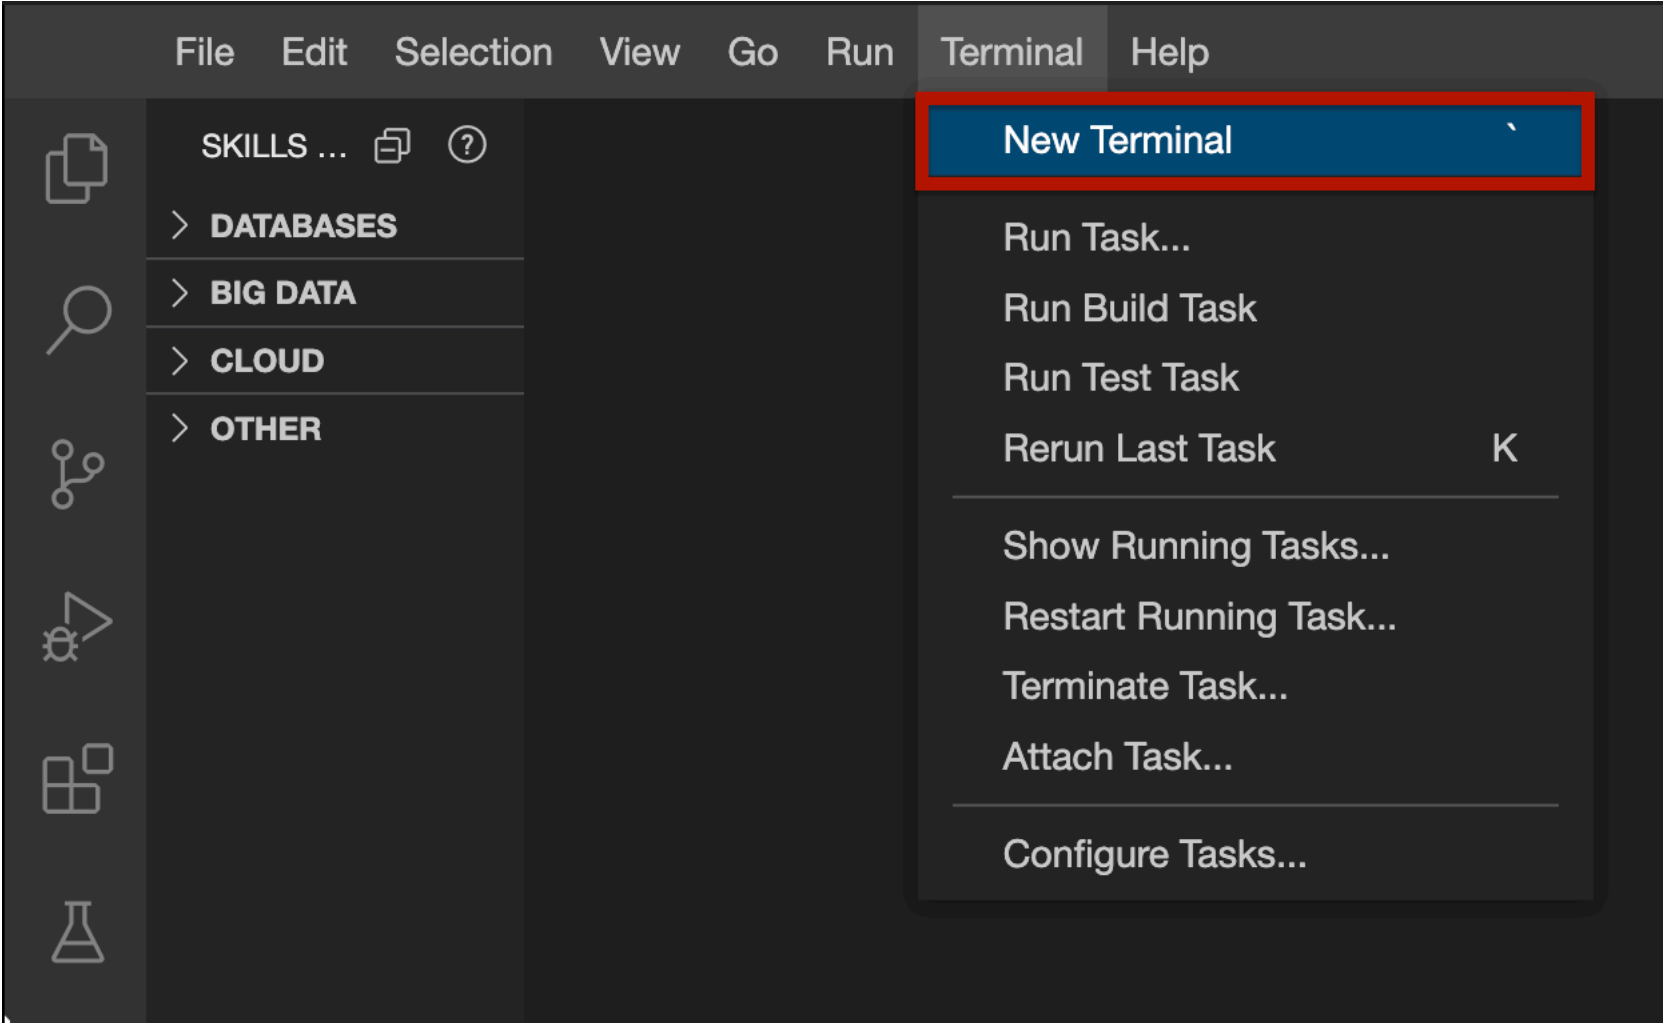 File Edit Selection View Go Run Terminal Help
SKILLS ...
DATABASES
BIG DATA
CLOUD
OTHER
New Terminal `
Run Task...
Run Build Task
Run Test Task
Rerun Last Task K
Show Running Tasks...
Restart Running Task...
Terminate Task...
Attach Task...
Configure Tasks...